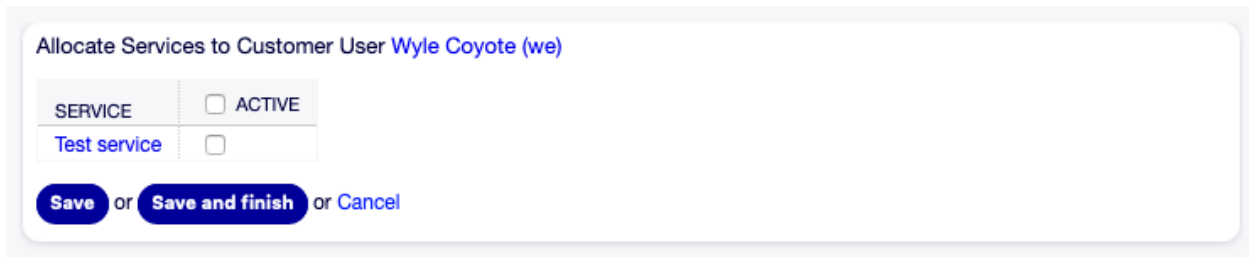 Allocate Services to Customer User Wyle Coyote (we)
SERVICE ACTIVE
Test service
Save or Save and finish or Cancel